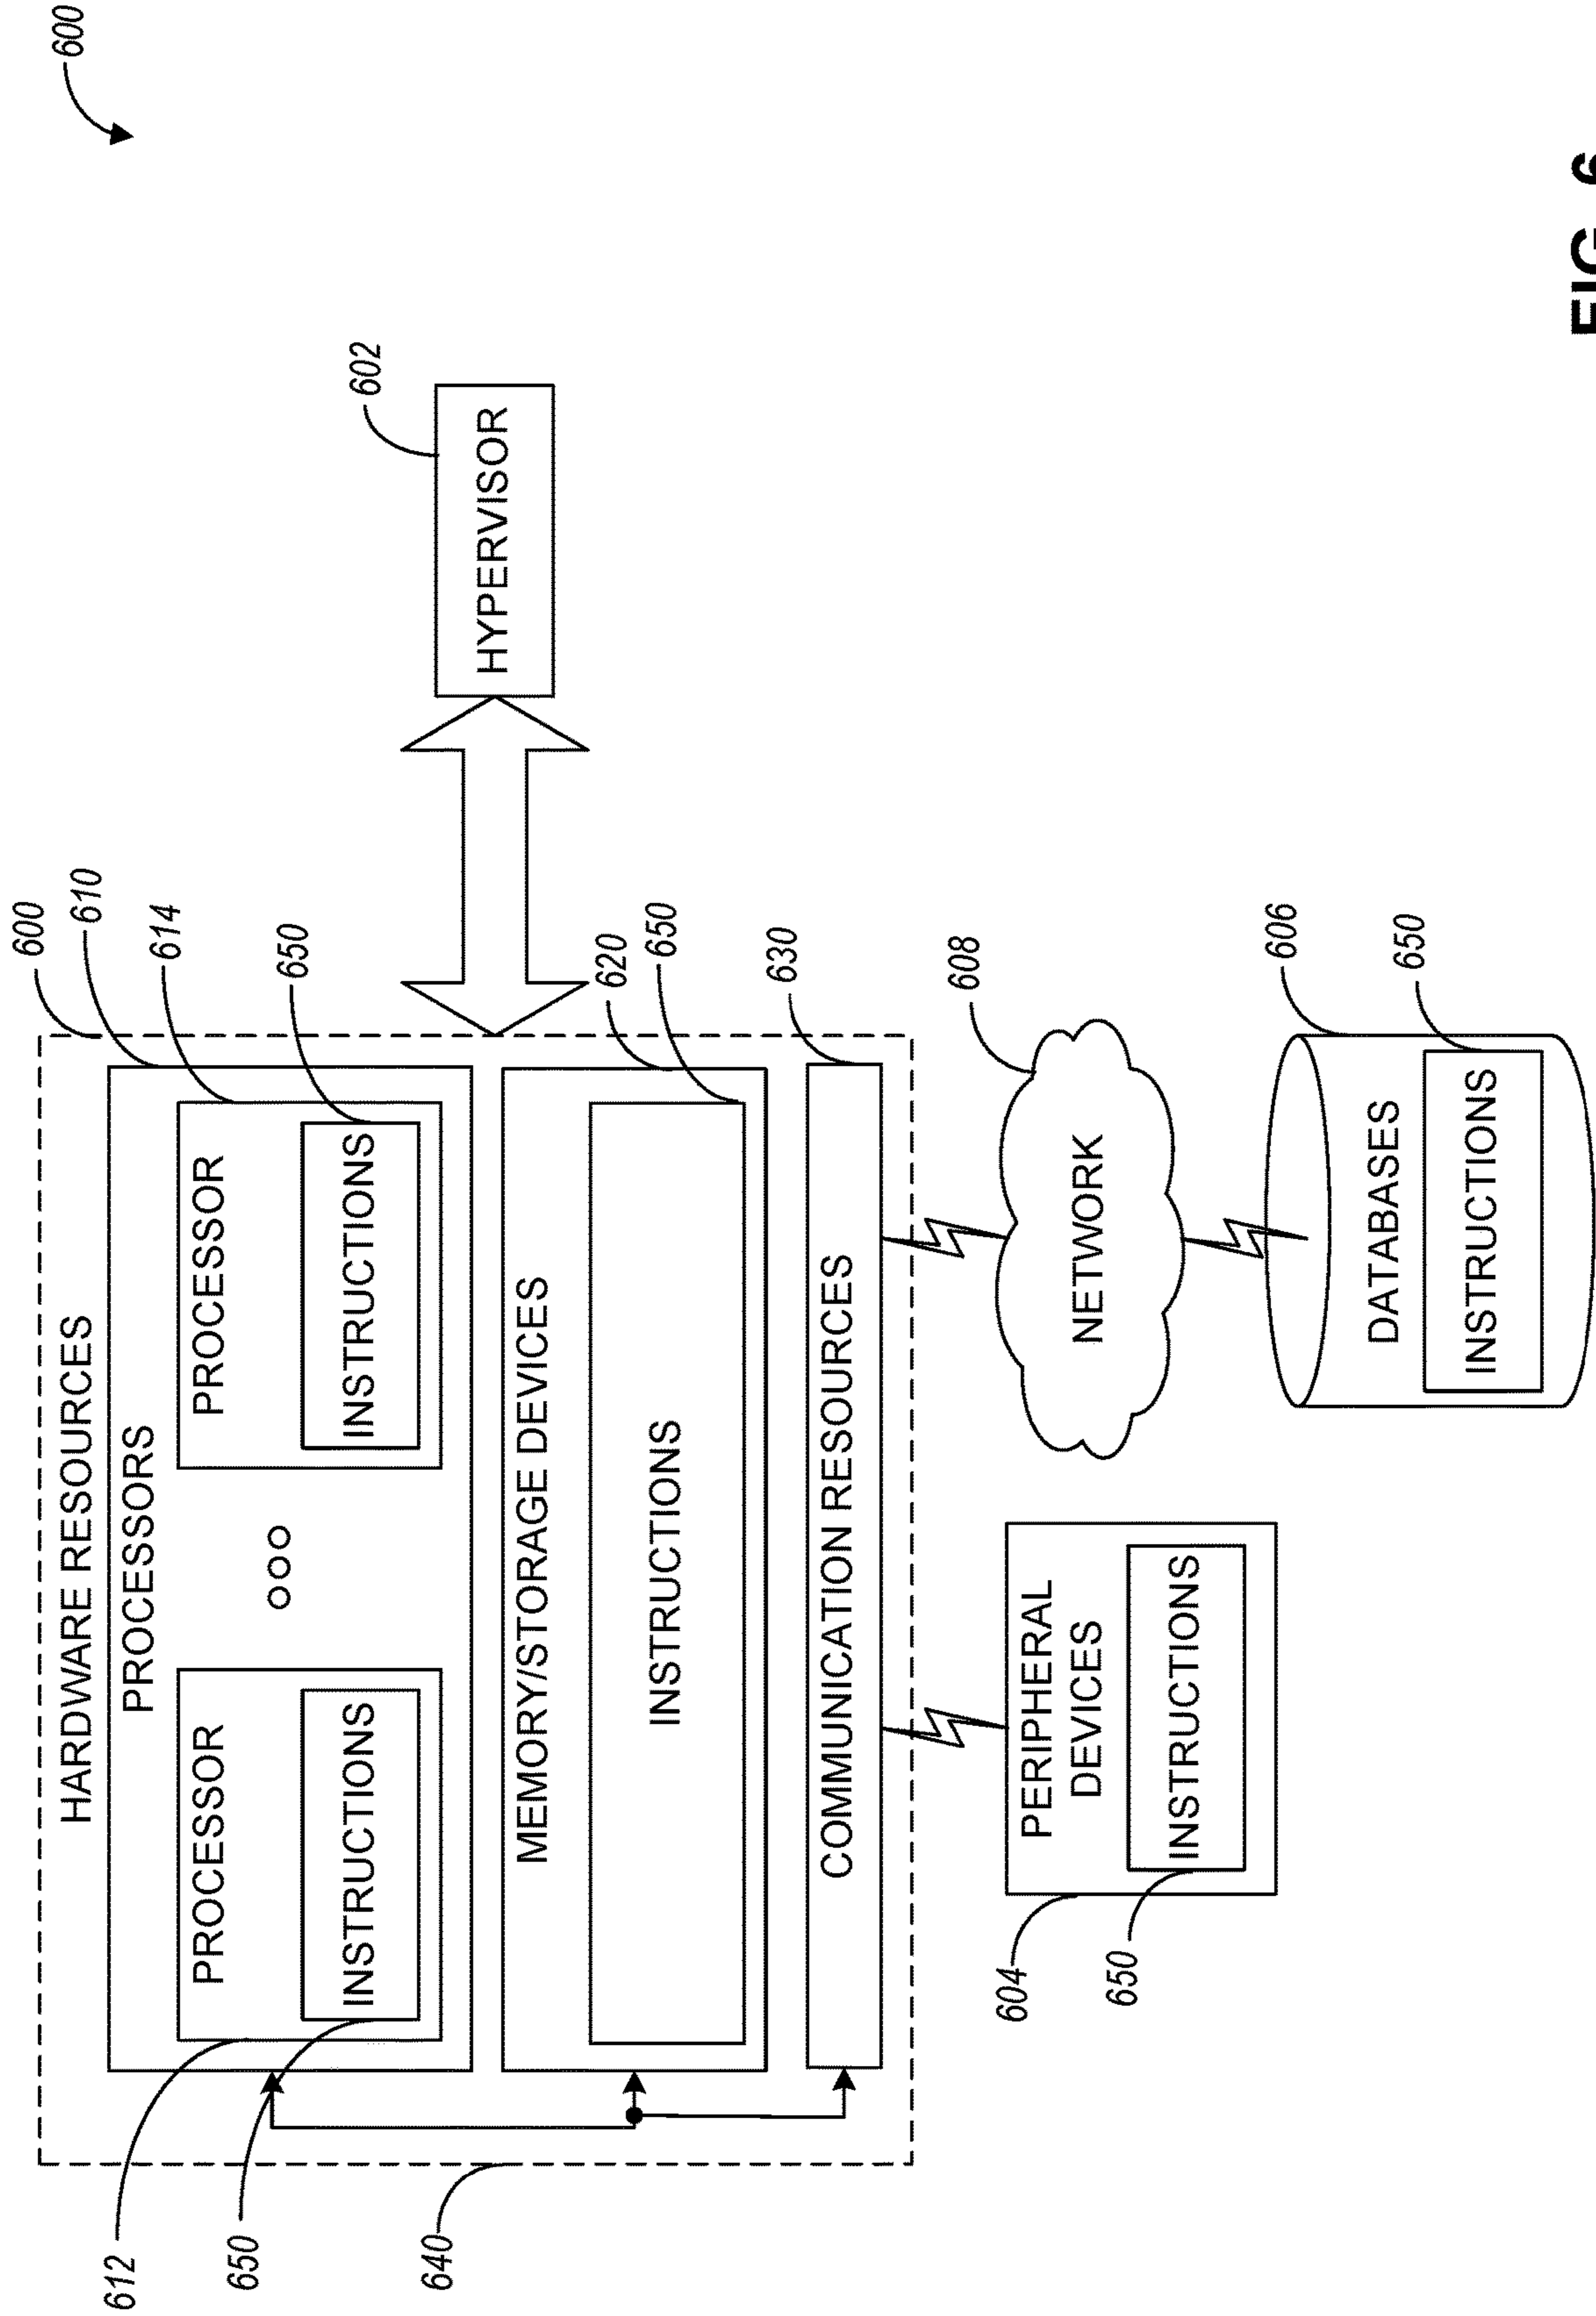 600
600
HARDWARE RESOURCES
610
612
PROCESSORS
614
PROCESSOR
PROCESSOR
650
650
INSTRUCTIONS
INSTRUCTIONS
602
640
HYPERVISOR
MEMORY/STORAGE DEVICES
620
650
INSTRUCTIONS
630
COMMUNICATION RESOURCES
608
604
PERIPHERAL
DEVICES
NETWORK
650
INSTRUCTIONS
606
DATABASES
650
INSTRUCTIONS
FIG. 6